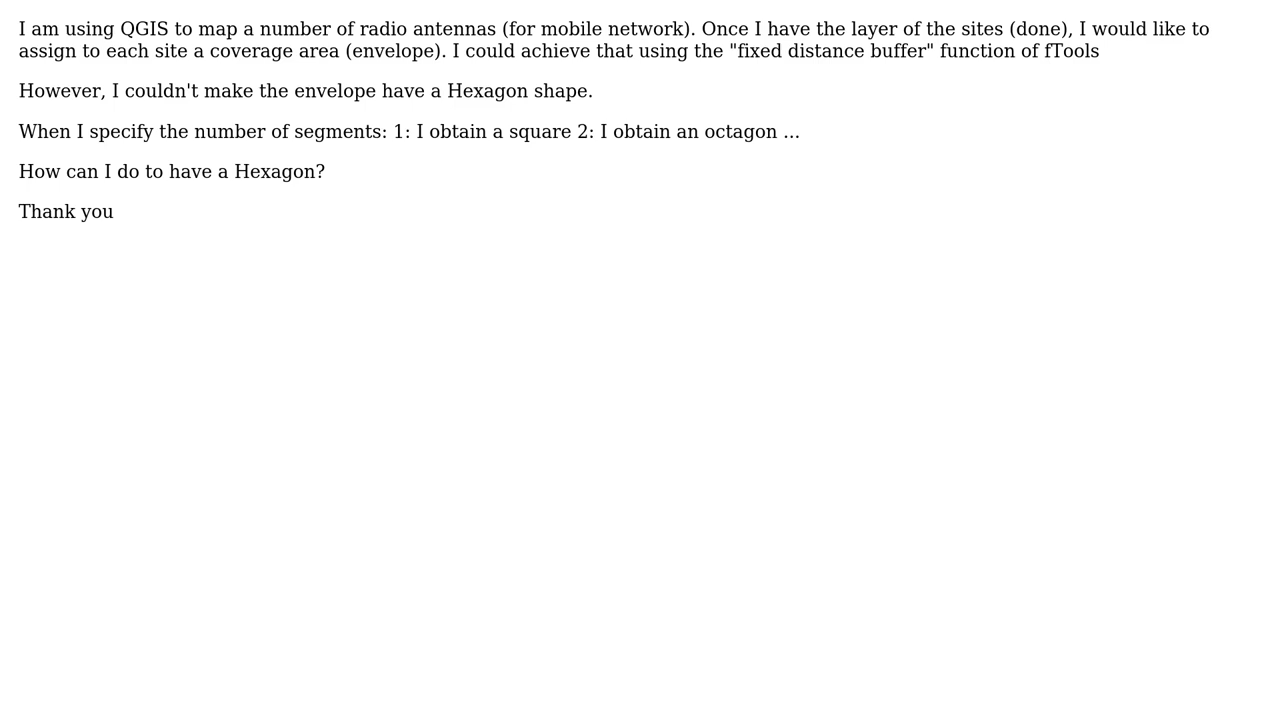 I am using QGIS to map a number of radio antennas (for mobile network). Once I have the layer of the sites (done), I would like to
assign to each site a coverage area (envelope). I could achieve that using the "fixed distance buffer" function of fTools
However, I couldn't make the envelope have a Hexagon shape.
When I specify the number of segments: 1: I obtain a square 2: I obtain an octagon ...
How can I do to have a Hexagon?
Thank you